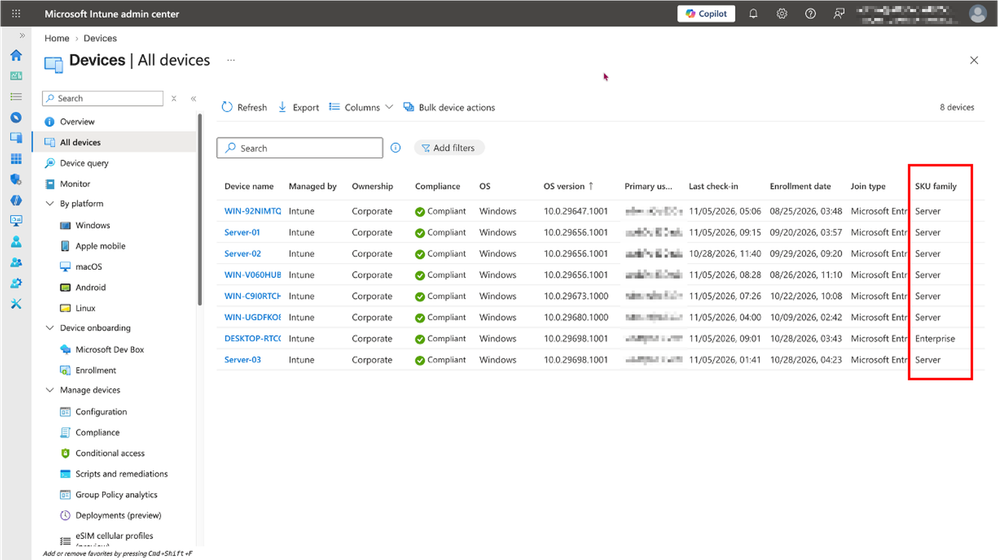 Microsoft Intune admin center
Copilot
Home › Devices
Devices | All devices
Search
Overview
All devices
Device query
Monitor
By platform
Windows
Apple mobile
macOS
Android
Linux
Device onboarding
Microsoft Dev Box
Enrollment
Manage devices
Configuration
Compliance
Conditional access
Scripts and remediations
Group Policy analytics
Deployments (preview)
eSIM cellular profiles
Add or remove favorites by pressing Cmd+Shift+F
Refresh Export Columns Bulk device actions 8 devices
Search Add filters
Device name Managed by Ownership Compliance OS OS version ↑ Primary us... Last check-in Enrollment date Join type SKU family
WIN-92NIMTQ Intune Corporate Compliant Windows 10.0.29647.1001 11/05/2026, 05:06 08/25/2026, 03:48 Microsoft Entr Server
Server-01 Intune Corporate Compliant Windows 10.0.29656.1001 11/05/2026, 09:15 09/20/2026, 03:57 Microsoft Entr Server
Server-02 Intune Corporate Compliant Windows 10.0.29656.1001 10/28/2026, 11:40 09/29/2026, 09:20 Microsoft Entr Server
WIN-V060HUB Intune Corporate Compliant Windows 10.0.29656.1001 11/05/2026, 08:28 08/26/2026, 11:10 Microsoft Entr Server
WIN-C9I0RTCH Intune Corporate Compliant Windows 10.0.29673.1000 11/05/2026, 07:26 10/22/2026, 10:08 Microsoft Entr Server
WIN-UGDFKO8 Intune Corporate Compliant Windows 10.0.29680.1000 11/05/2026, 04:00 10/09/2026, 02:42 Microsoft Entr Server
DESKTOP-RTC0 Intune Corporate Compliant Windows 10.0.29698.1001 11/05/2026, 09:01 10/28/2026, 03:43 Microsoft Entr Enterprise
Server-03 Intune Corporate Compliant Windows 10.0.29698.1001 11/05/2026, 01:41 10/28/2026, 04:23 Microsoft Entr Server